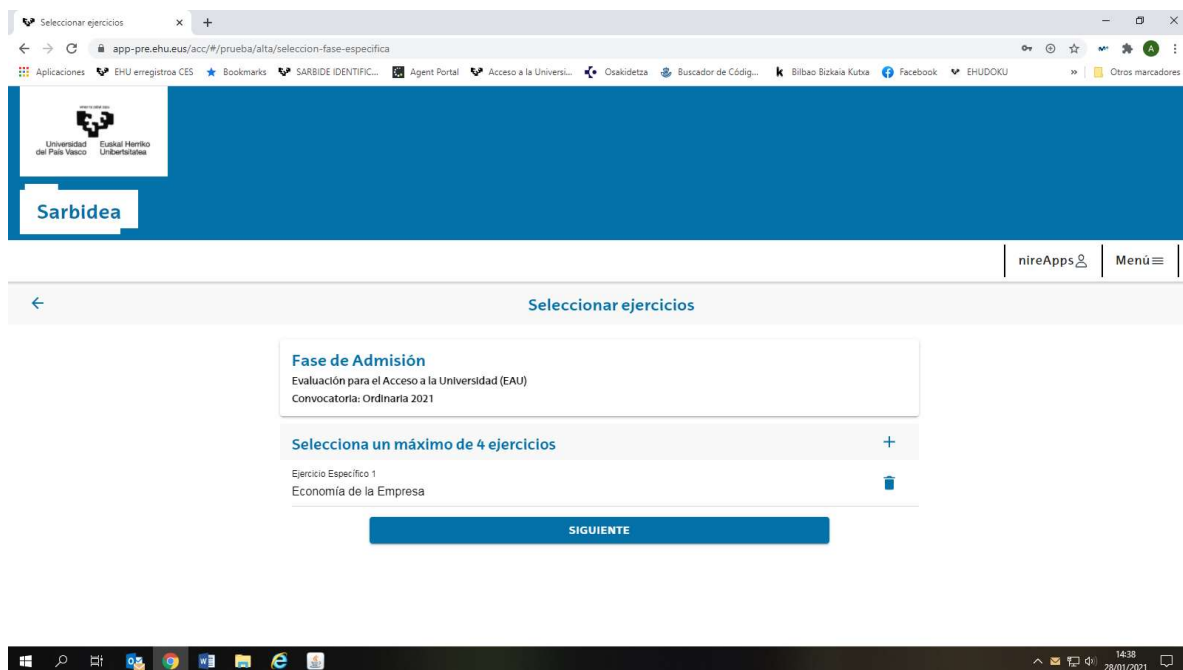 Seleccionar ejercicios
app-pre.ehu.eus/acc/#/prueba/alta/seleccion-fase-especifica
A
Aplicaciones EHU erregistroa CES Bookmarks SARBIDE IDENTIFIC... Agent Portal Acceso a la Universi... Osakidetza Buscador de Códig... Bilbao Bizkaia Kutxa Facebook EHUDOKU » Otros marcadores
Universidad del País Vasco
Euskal Herriko Unibertsitatea
Sarbidea
nireApps Menú
Seleccionar ejercicios
Fase de Admisión
Evaluación para el Acceso a la Universidad (EAU)
Convocatoria: Ordinaria 2021
Selecciona un máximo de 4 ejercicios +
Ejercicio Específico 1
Economía de la Empresa
SIGUIENTE
14:38
28/01/2021